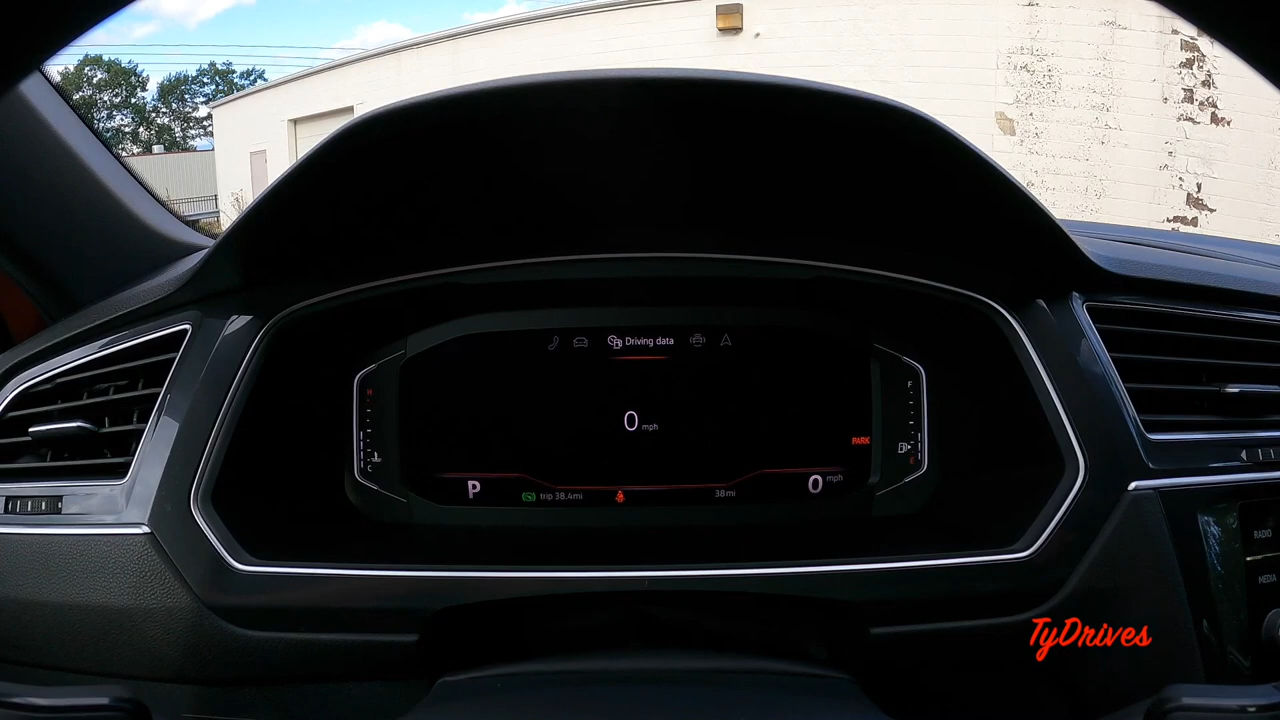 Driving data
H
F
0 mph
PARK
C
E
P
trip 38.4mi
38mi
0 mph
RADIO
MEDIA
TyDrives